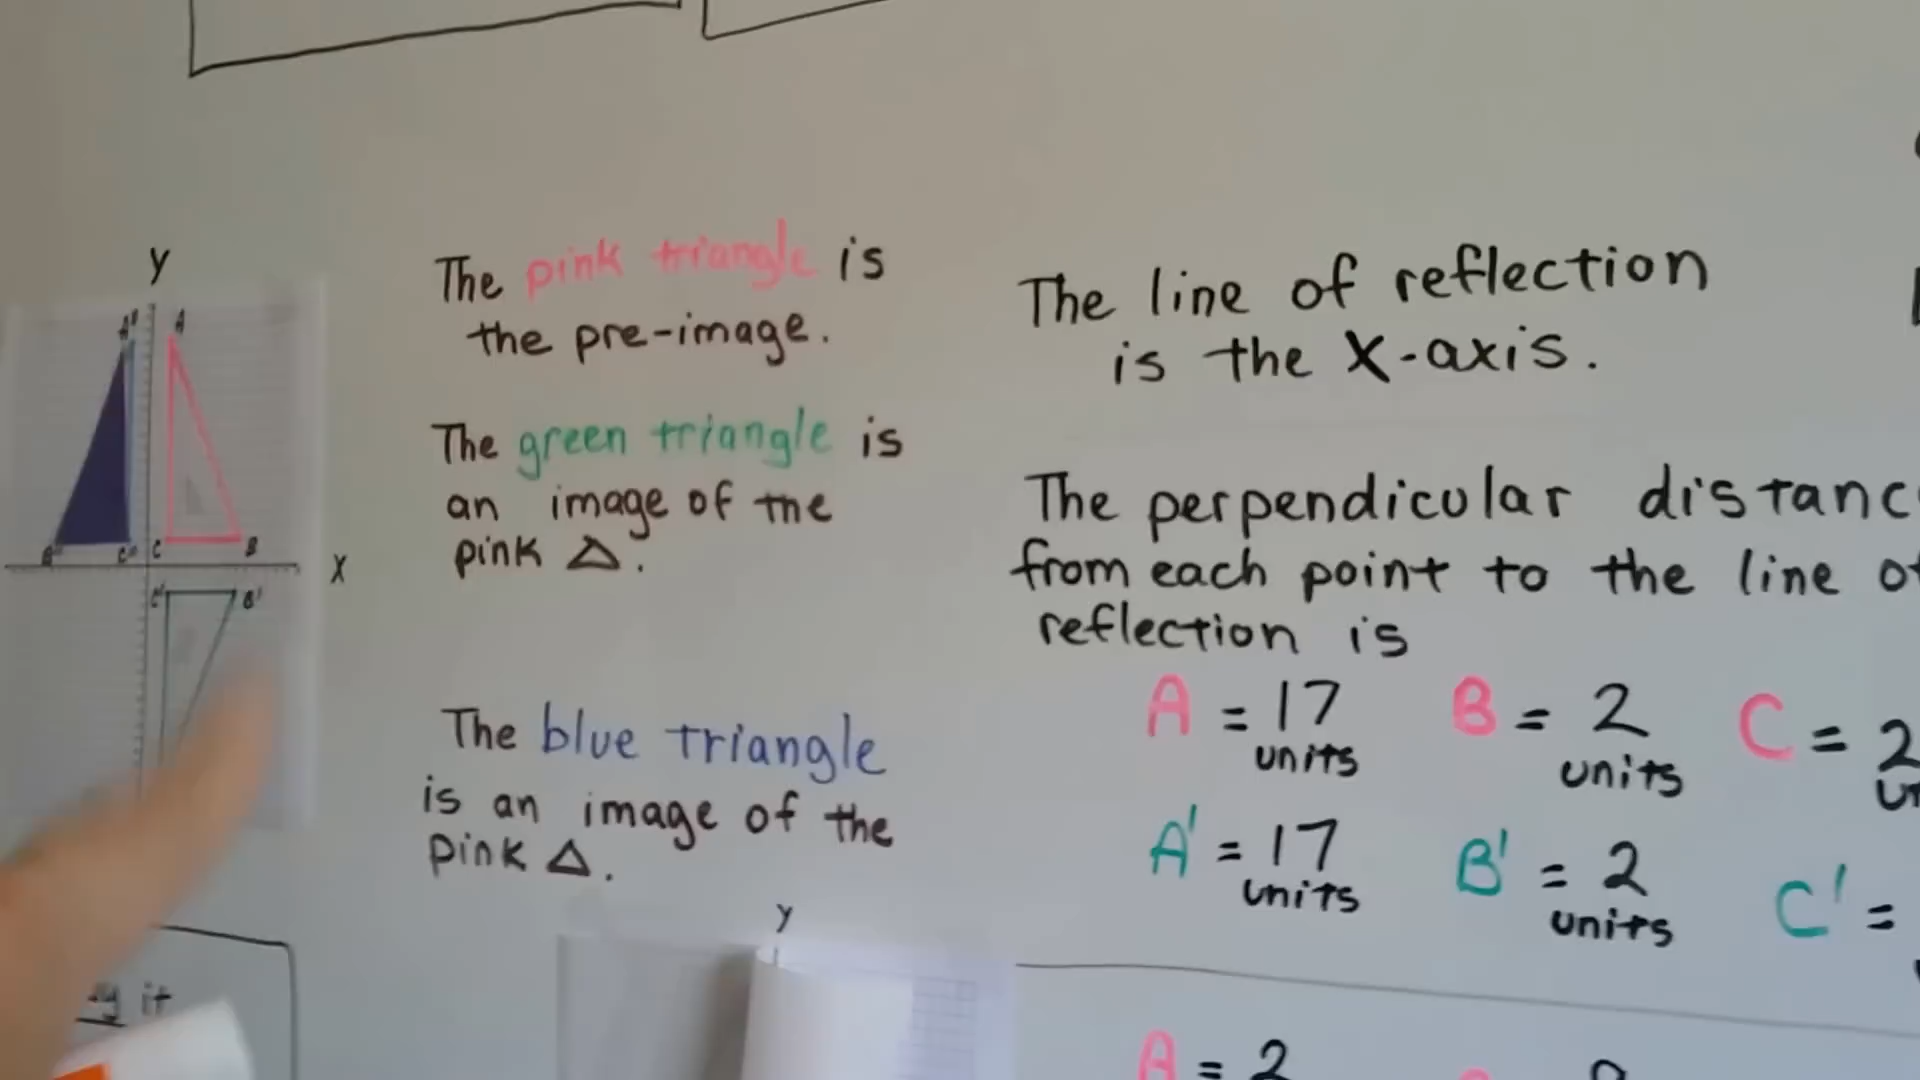 y
A" A
B" C" C B
x
C' B'
The pink triangle is
the pre-image.
The green triangle is
an image of the
pink △.
The blue triangle
is an image of the
pink △.
y
it
The line of reflection
is the x-axis.
The perpendicular
from each point to the line
reflection is
A = 17 units
B = 2 units
C = 2
A' = 17 units
B' = 2 units
C' =
A = 2